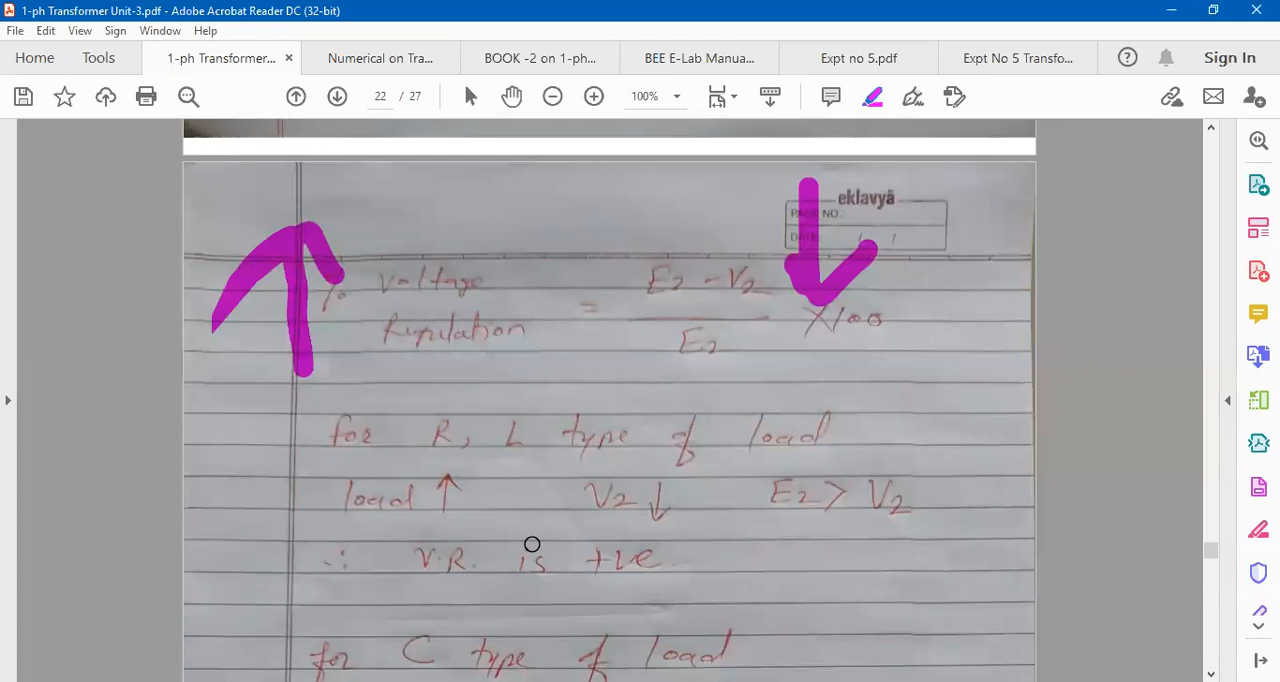 1-ph Transformer Unit-3.pdf - Adobe Acrobat Reader DC (32-bit)
File Edit View Sign Window Help
Home Tools 1-ph Transformer... × Numerical on Tra... BOOK -2 on 1-ph... BEE E-Lab Manua... Expt no 5.pdf Expt No 5 Transfo... Sign In
22 / 27 100%
eklavyā
PAGE NO.:
DATE: / /
% Voltage Regulation = E2 - V2 / E2 × 100
for R, L type of load
load ↑ V2 ↓ E2 > V2
∴ V.R. is +ve
for C type of load